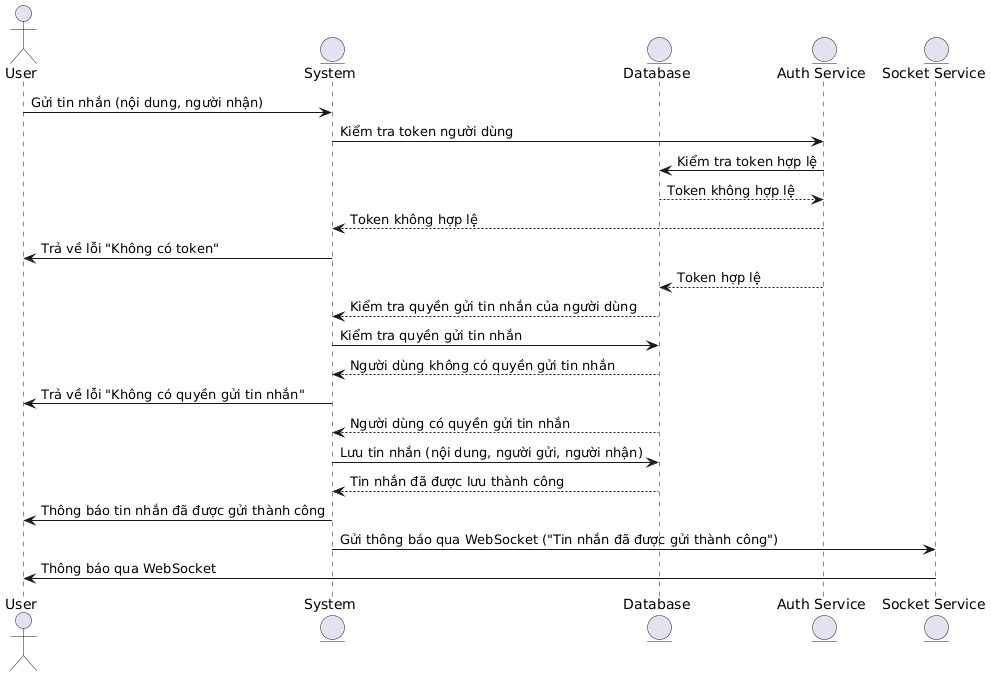 User
System
Database
Auth Service
Socket Service
Gửi tin nhắn (nội dung, người nhận)
Kiểm tra token người dùng
Kiểm tra token hợp lệ
Token không hợp lệ
Token không hợp lệ
Trả về lỗi "Không có token"
Token hợp lệ
Kiểm tra quyền gửi tin nhắn của người dùng
Kiểm tra quyền gửi tin nhắn
Người dùng không có quyền gửi tin nhắn
Trả về lỗi "Không có quyền gửi tin nhắn"
Người dùng có quyền gửi tin nhắn
Lưu tin nhắn (nội dung, người gửi, người nhận)
Tin nhắn đã được lưu thành công
Thông báo tin nhắn đã được gửi thành công
Gửi thông báo qua WebSocket ("Tin nhắn đã được gửi thành công")
Thông báo qua WebSocket
User
System
Database
Auth Service
Socket Service